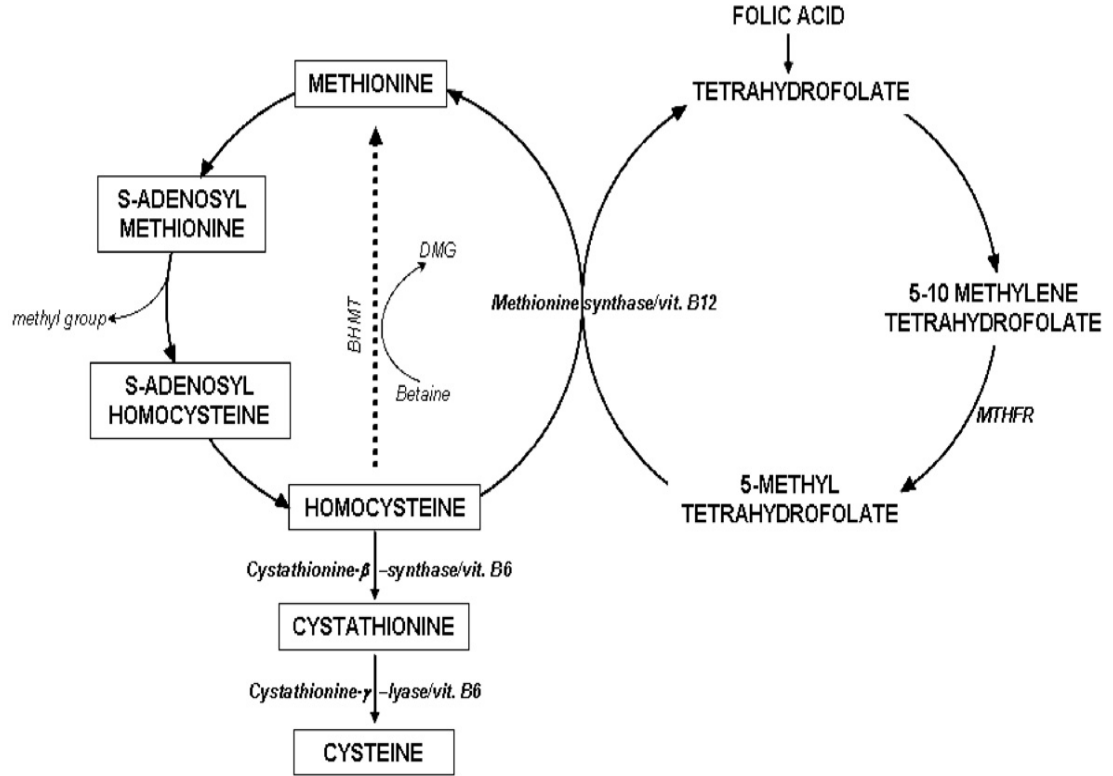 FOLIC ACID
METHIONINE
TETRAHYDROFOLATE
S-ADENOSYL
METHIONINE
DMG
methyl group
BHMT
Methionine synthase/vit. B12
5-10 METHYLENE
TETRAHYDROFOLATE
S-ADENOSYL
HOMOCYSTEINE
Betaine
MTHFR
5-METHYL
TETRAHYDROFOLATE
HOMOCYSTEINE
Cystathionine-β –synthase/vit. B6
CYSTATHIONINE
Cystathionine-γ –lyase/vit. B6
CYSTEINE